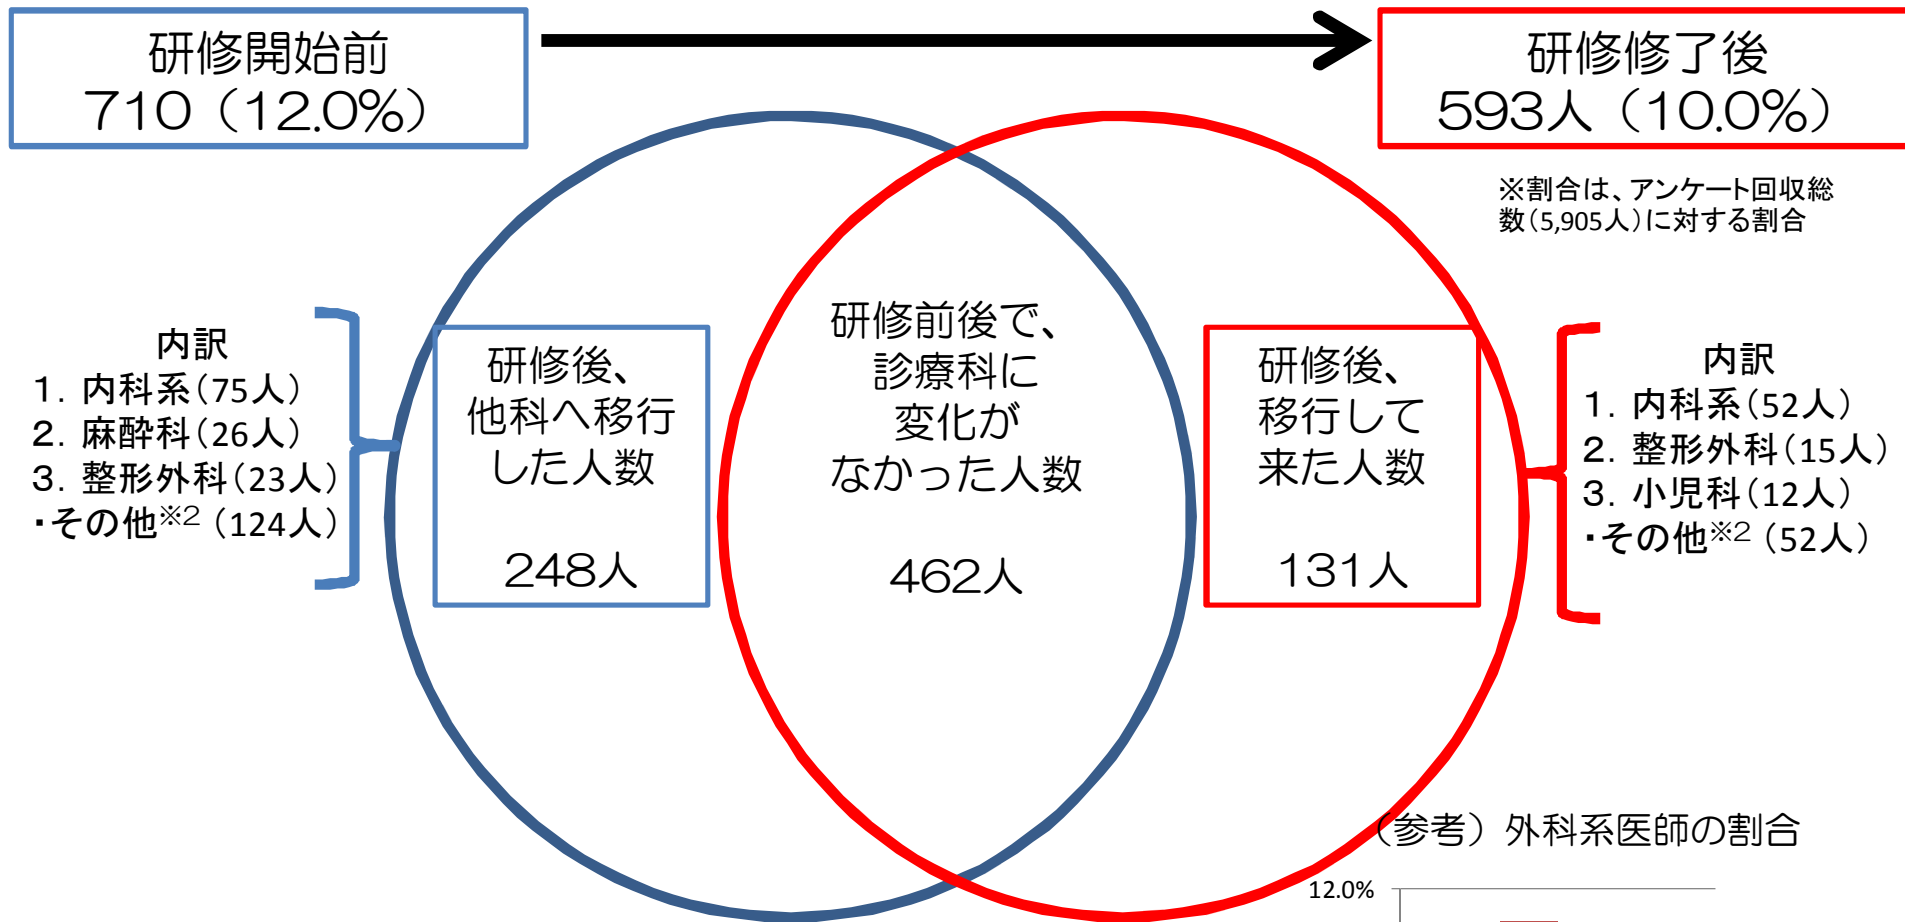 研修開始前
710（12.0%）
研修修了後
593人（10.0%）
※割合は、アンケート回収総
数（5,905人）に対する割合
内訳
1. 内科系（75人）
2. 麻酔科（26人）
3. 整形外科（23人）
・その他※2（124人）
研修後、
他科へ移行
した人数
248人
研修前後で、
診療科に
変化が
なかった人数
462人
研修後、
移行して
来た人数
131人
内訳
1. 内科系（52人）
2. 整形外科（15人）
3. 小児科（12人）
・その他※2（52人）
（参考）外科系医師の割合
12.0%